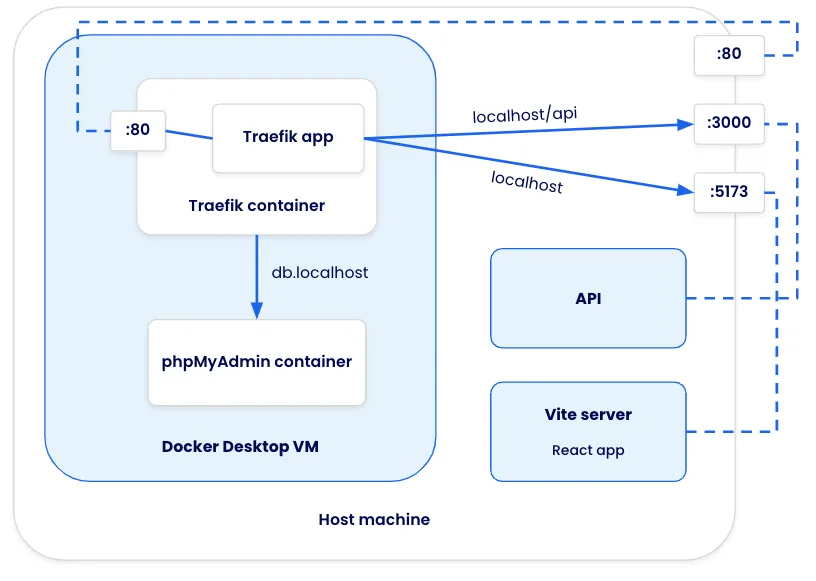 :80
:80
Traefik app
localhost/api
:3000
localhost
:5173
Traefik container
db.localhost
API
phpMyAdmin container
Vite server
React app
Docker Desktop VM
Host machine